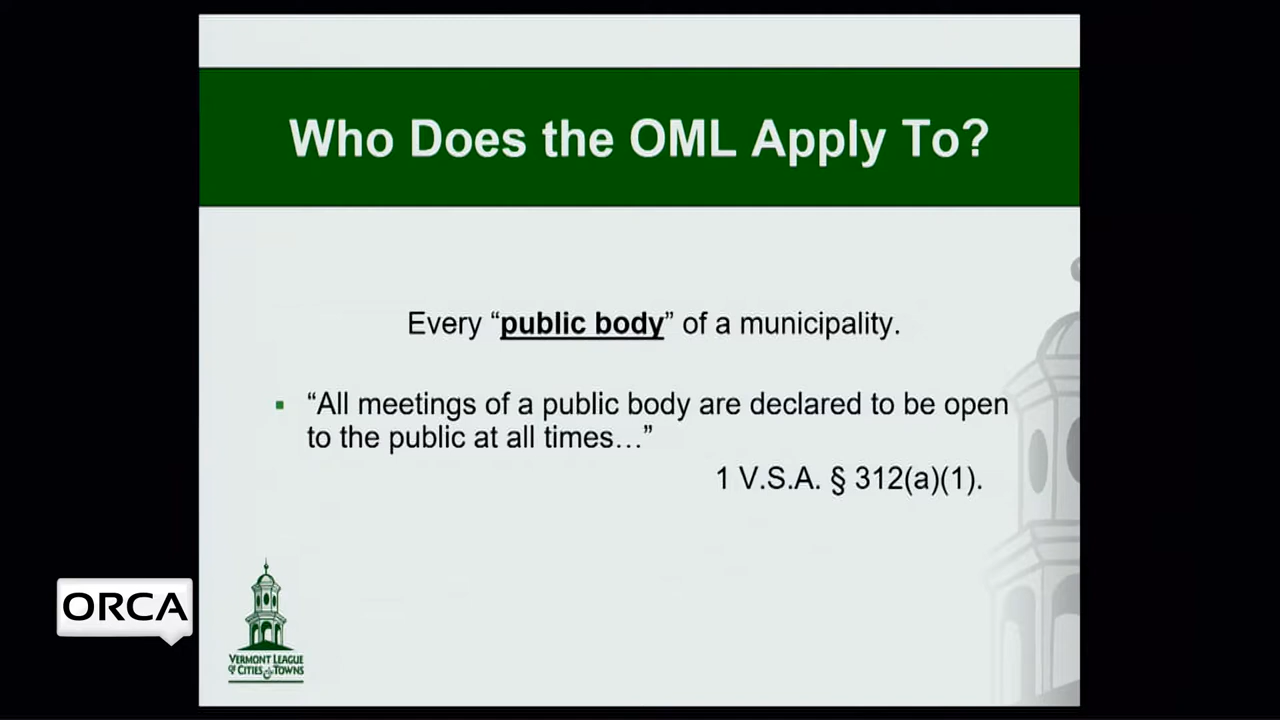 Who Does the OML Apply To?
Every “public body” of a municipality.
▪ “All meetings of a public body are declared to be open
to the public at all times…”
1 V.S.A. § 312(a)(1).
ORCA
VERMONT LEAGUE
OF CITIES & TOWNS